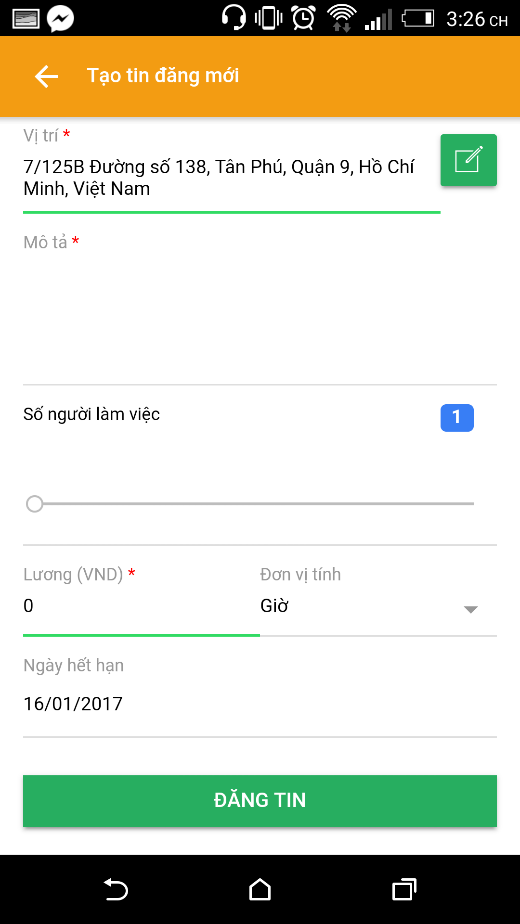 3:26 CH
Tạo tin đăng mới
Vị trí *
7/125B Đường số 138, Tân Phú, Quận 9, Hồ Chí
Minh, Việt Nam
Mô tả *
Số người làm việc
1
Lương (VND) *
Đơn vị tính
0
Giờ
Ngày hết hạn
16/01/2017
ĐĂNG TIN